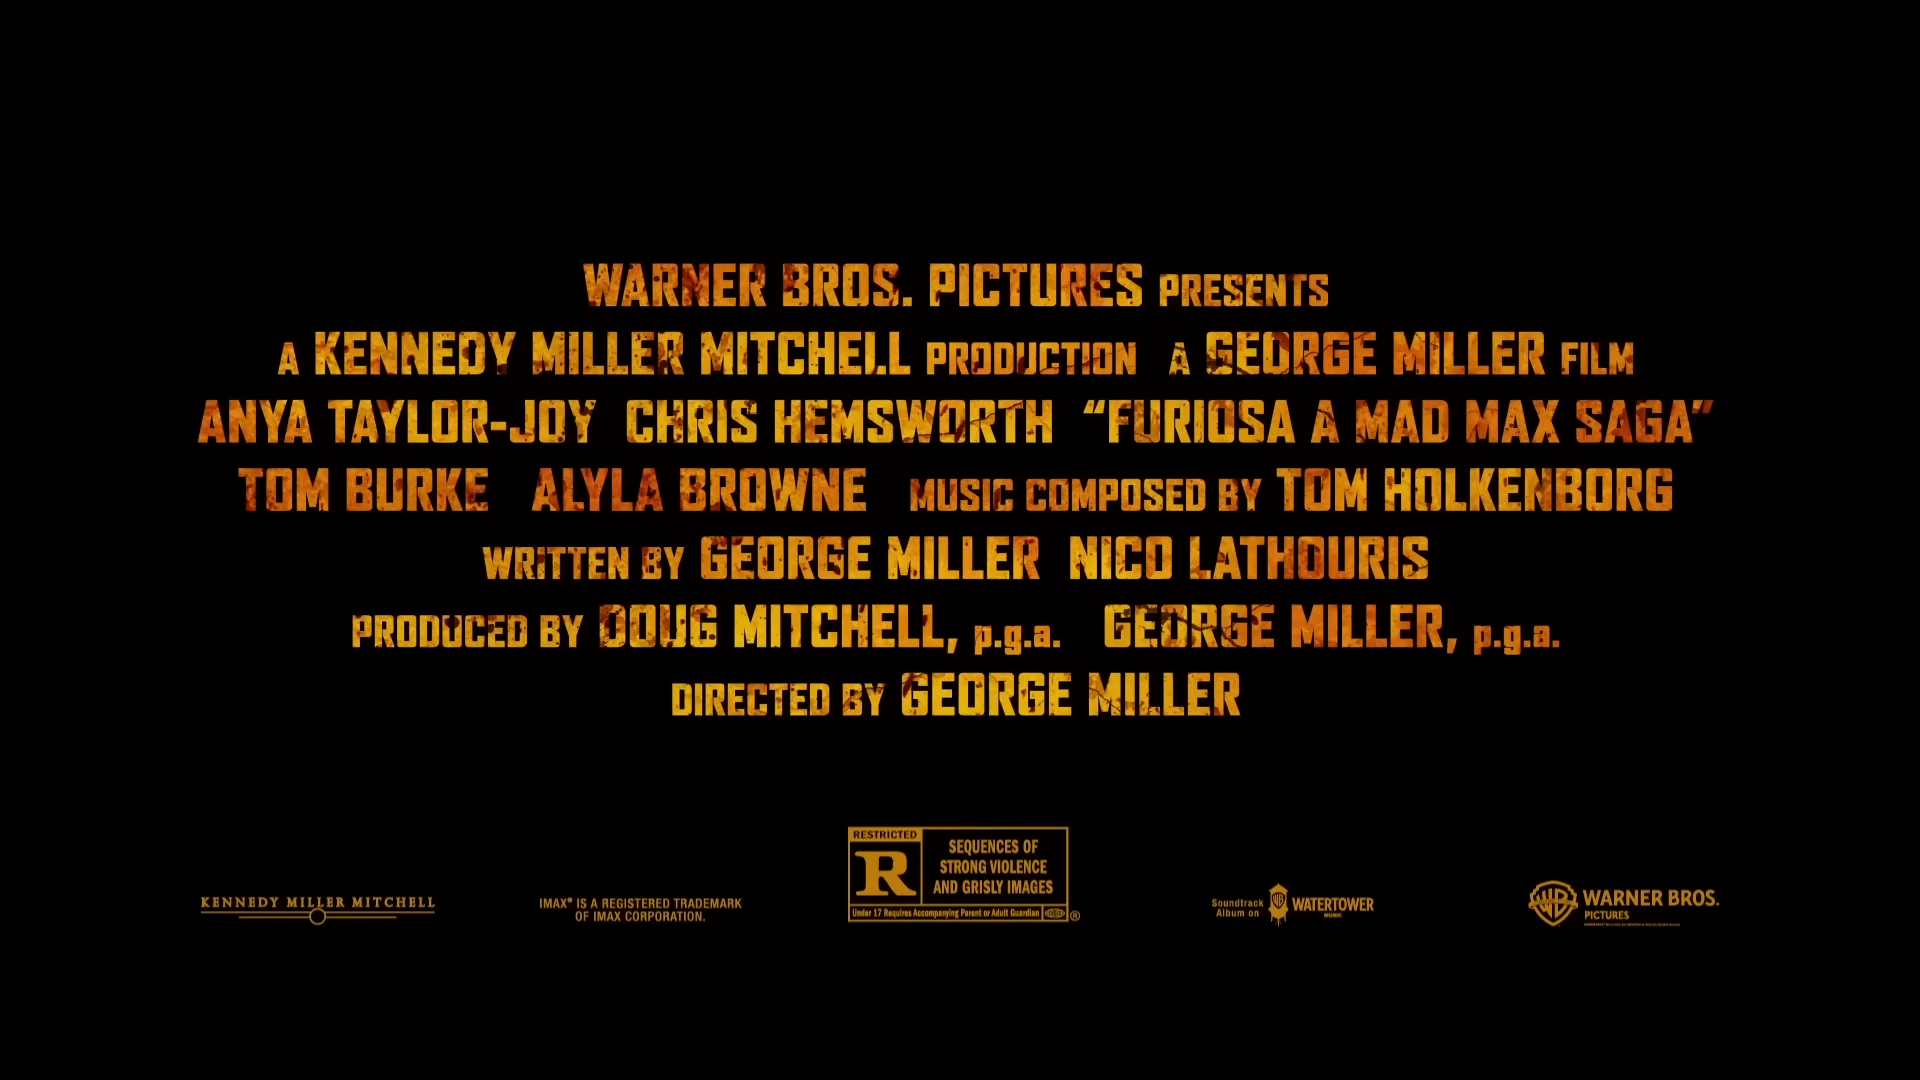 WARNER BROS. PICTURES PRESENTS
A KENNEDY MILLER MITCHELL PRODUCTION A GEORGE MILLER FILM
ANYA TAYLOR-JOY CHRIS HEMSWORTH “FURIOSA A MAD MAX SAGA”
TOM BURKE ALYLA BROWNE MUSIC COMPOSED BY TOM HOLKENBORG
WRITTEN BY GEORGE MILLER NICO LATHOURIS
PRODUCED BY DOUG MITCHELL, p.g.a. GEORGE MILLER, p.g.a.
DIRECTED BY GEORGE MILLER
KENNEDY MILLER MITCHELL
IMAX® IS A REGISTERED TRADEMARK
OF IMAX CORPORATION.
RESTRICTED
R
SEQUENCES OF
STRONG VIOLENCE
AND GRISLY IMAGES
Under 17 Requires Accompanying Parent or Adult Guardian
®
Soundtrack
Album on
WATERTOWER
MUSIC
WB
WARNER BROS.
PICTURES